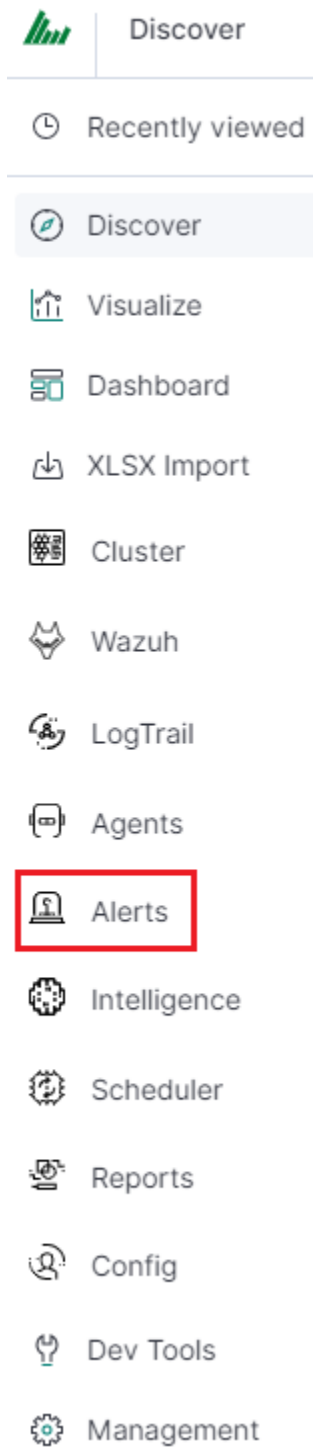 Discover
Recently viewed
Discover
Visualize
Dashboard
XLSX Import
Cluster
Wazuh
LogTrail
Agents
Alerts
Intelligence
Scheduler
Reports
Config
Dev Tools
Management